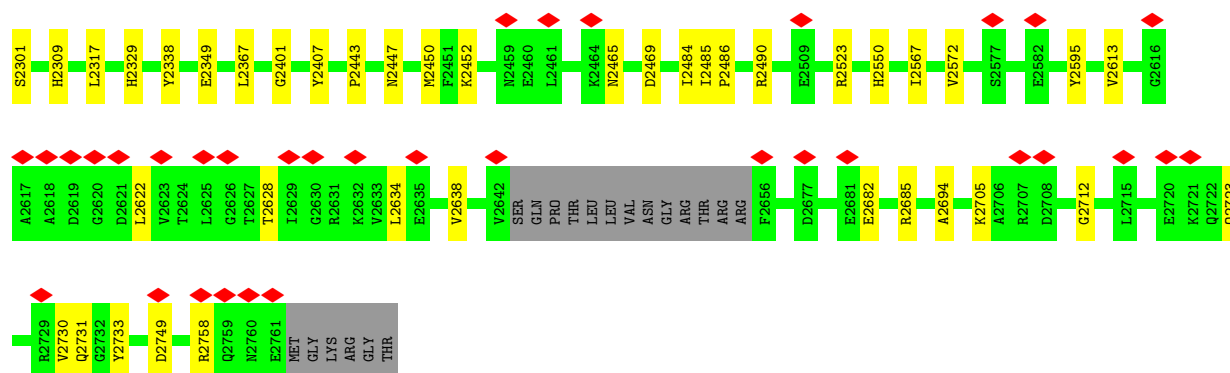 S2301 H2309 L2317 H2329 Y2338 E2349 L2367 G2401 Y2407 P2443 N2447 M2450 F2451 K2452 N2459 E2460 L2461 K2464 N2465 D2469 I2484 I2485 P2486 R2490 E2509 R2523 H2550 I2567 V2572 S2577 E2582 Y2595 V2613 G2616
A2617 A2618 D2619 G2620 D2621 L2622 V2623 T2624 L2625 G2626 T2627 T2628 I2629 G2630 R2631 K2632 V2633 L2634 E2635 V2638 V2642 SER GLN PRO THR LEU LEU VAL ASN GLY ARG THR ARG ARG F2656 D2677 E2681 E2682 R2685 A2694 K2705 A2706 R2707 D2708 G2712 L2715 E2720 K2721 Q2722
R2729 V2730 Q2731 G2732 Y2733 D2749 R2758 Q2759 N2760 E2761 MET GLY LYS ARG GLY THR